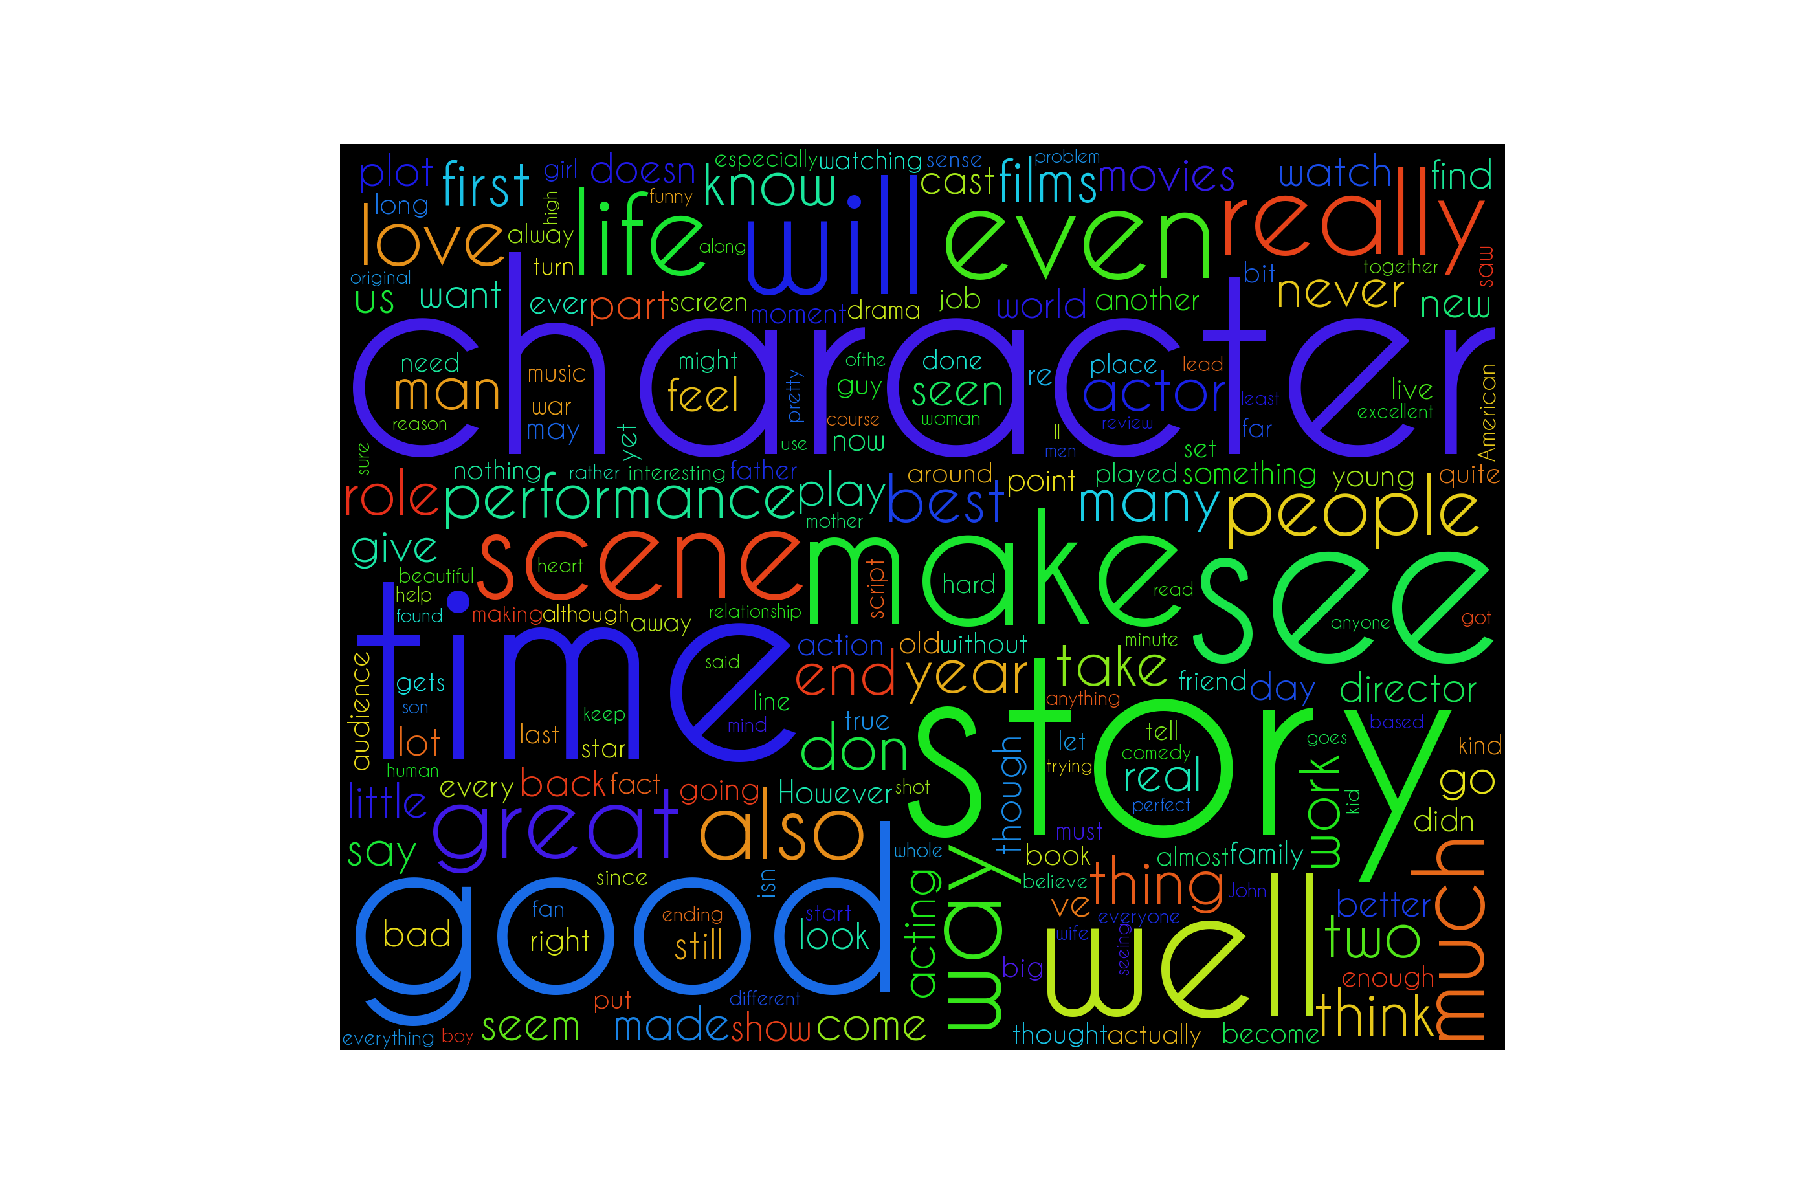 plot
first
girl
doesn
especially
watching
sense
problem
films
movies
watch
find
long
high
funny
know
cast
love
alway
life
along
will
even
really
saw
original
turn
together
bit
us
want
ever
part
screen
moment
drama
job
world
another
never
new
character
need
man
reason
music
war
may
might
feel
pretty
ofthe
guy
course
use
now
done
seen
woman
re
ll
men
place
lead
actor
review
least
far
set
live
excellent
American
sure
yet
nothing
rather
interesting
father
around
point
played
something
young
quite
role
performance
play
mother
best
many
people
give
scene
heart
make
hard
script
read
see
anyone
got
beautiful
help
found
making
although
away
relationship
time
said
line
mind
keep
action
old
without
minute
audience
gets
son
lot
last
star
true
end
year
take
anything
friend
day
director
human
don
story
tell
comedy
real
perfect
though
let
trying
goes
based
kind
work
kid
go
didn
little
every
back
fact
going
However
shot
great
also
say
since
isn
whole
must
book
believe
almost
family
much
good
bad
fan
right
ending
still
start
look
acting
way
thing
ve
everyone
wife
seeing
John
well
big
better
two
enough
think
everything
boy
seem
put
made
different
show
come
thought
actually
become